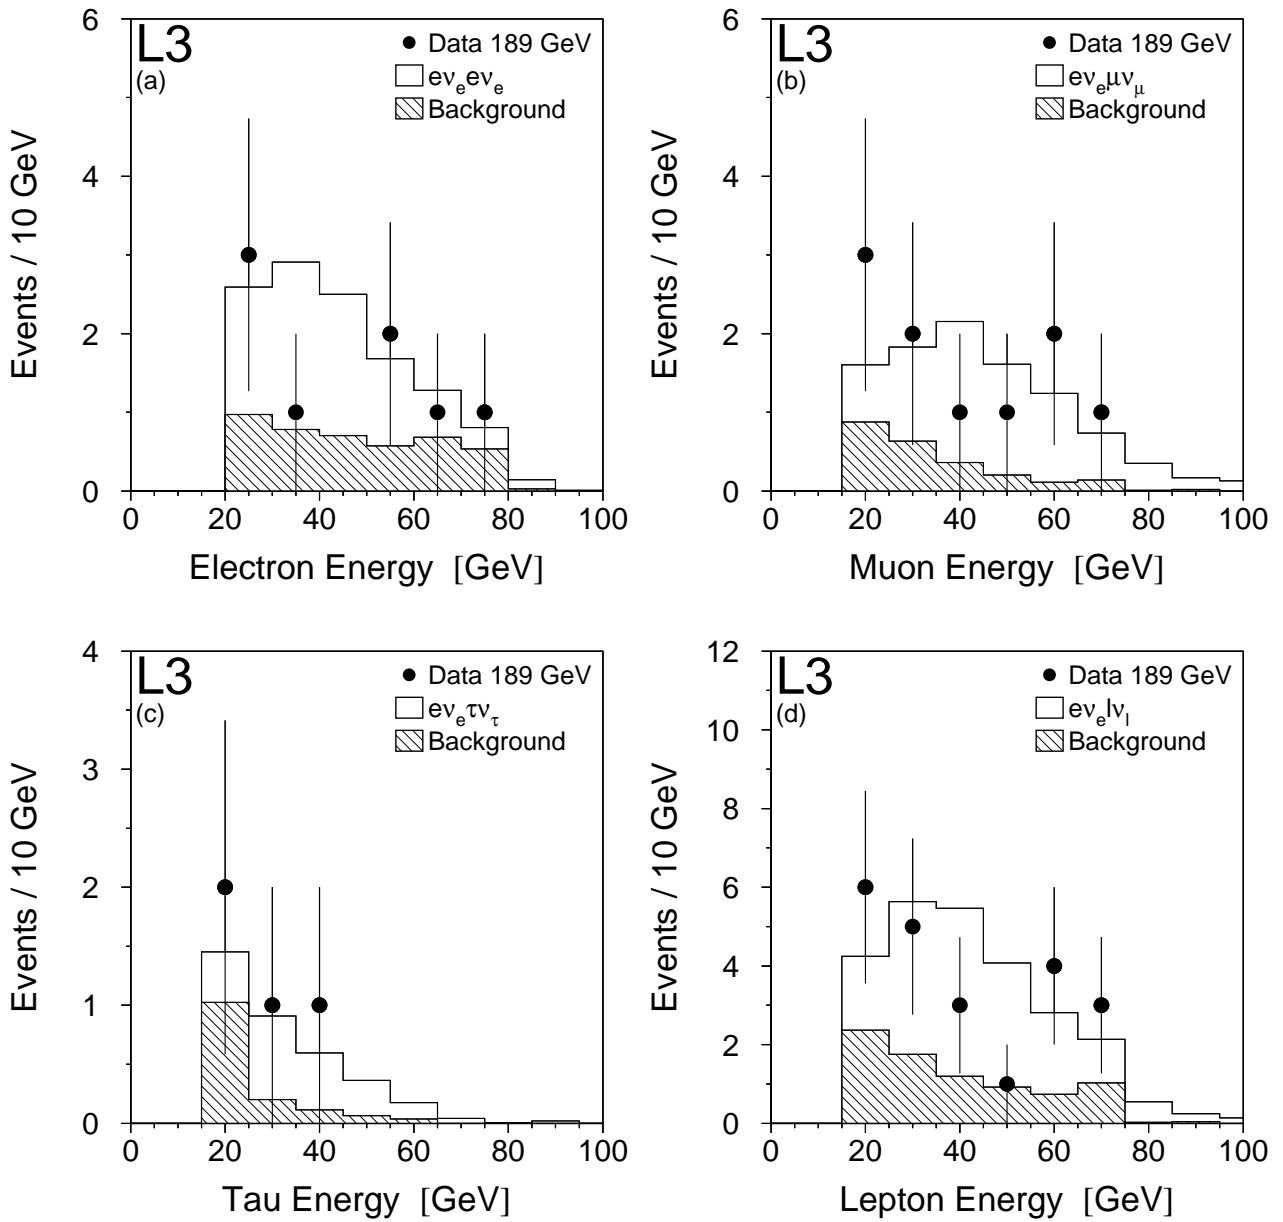 L3
(a)
Data 189 GeV
eνₑeνₑ
Background
6
4
2
0
Events / 10 GeV
0 20 40 60 80 100
Electron Energy [GeV]
L3
(b)
Data 189 GeV
eνₑμν_μ
Background
6
4
2
0
Events / 10 GeV
0 20 40 60 80 100
Muon Energy [GeV]
L3
(c)
Data 189 GeV
eνₑτν_τ
Background
4
3
2
1
0
Events / 10 GeV
0 20 40 60 80 100
Tau Energy [GeV]
L3
(d)
Data 189 GeV
eνₑlνₗ
Background
12
10
8
6
4
2
0
Events / 10 GeV
0 20 40 60 80 100
Lepton Energy [GeV]